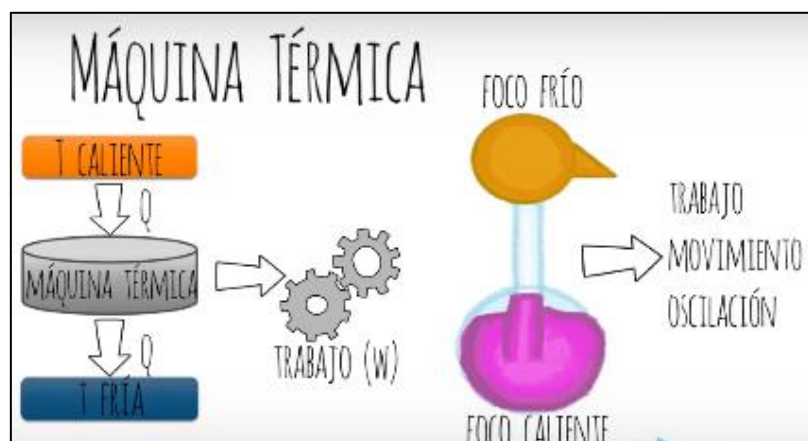 MÁQUINA TÉRMICA
T CALIENTE
Q
MÁQUINA TÉRMICA
Q
T FRÍA
TRABAJO (W)
FOCO FRÍO
FOCO CALIENTE
TRABAJO
MOVIMIENTO
OSCILACIÓN